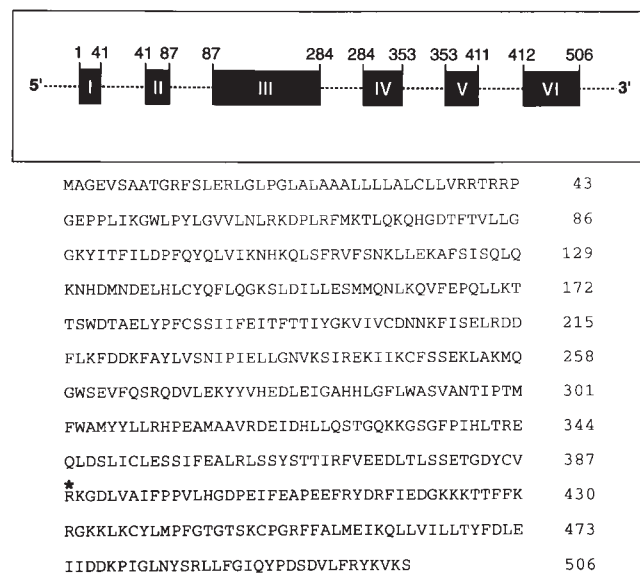 1 41 41 87 87 284 284 353 353 411 412 506
5' I II III IV V VI 3'
MAGEVSAATGRFSLERLGLPGLALAAALLLLALCLLVRRTRRP 43
GEPPLIKGWLPYLGVVLNLRKDPLRFMKTLQKQHGDTFTVLLG 86
GKYITFILDPFQYQLVIKNHKQLSFRVFSNKLLEKAFSISQLQ 129
KNHDMNDELHLCYQFLQGKSLDILLESMMQNLKQVFEPQLLKT 172
TSWDTAELYPFCSSIIFEITFTTIYGKVIVCDNNKFISELRDD 215
FLKFDDKFAYLVSNIPIELLGNVKSIREKIIKCFSSEKLAKMQ 258
GWSEVFQSRQDVLEKYYVHEDLEIGAHHLGFLWASVANTIPTM 301
FWAMYYLLRHPEAMAAVRDEIDHLLQSTGQKKGSGFPIHLTRE 344
QLDSLICLESSIFEALRLSSYSTTIRFVEEDLTLSSETGDYCV 387
*
RKGDLVAIFPPVLHGDPEIFEAPEEFRYDRFIEDGKKKTTFFK 430
RGKKLKCYLMPFGTGTSKCPGRFFALMEIKQLLVILLTYFDLE 473
IIDDKPIGLNYSRLLFGIQYPDSDVLFRYKVKS 506